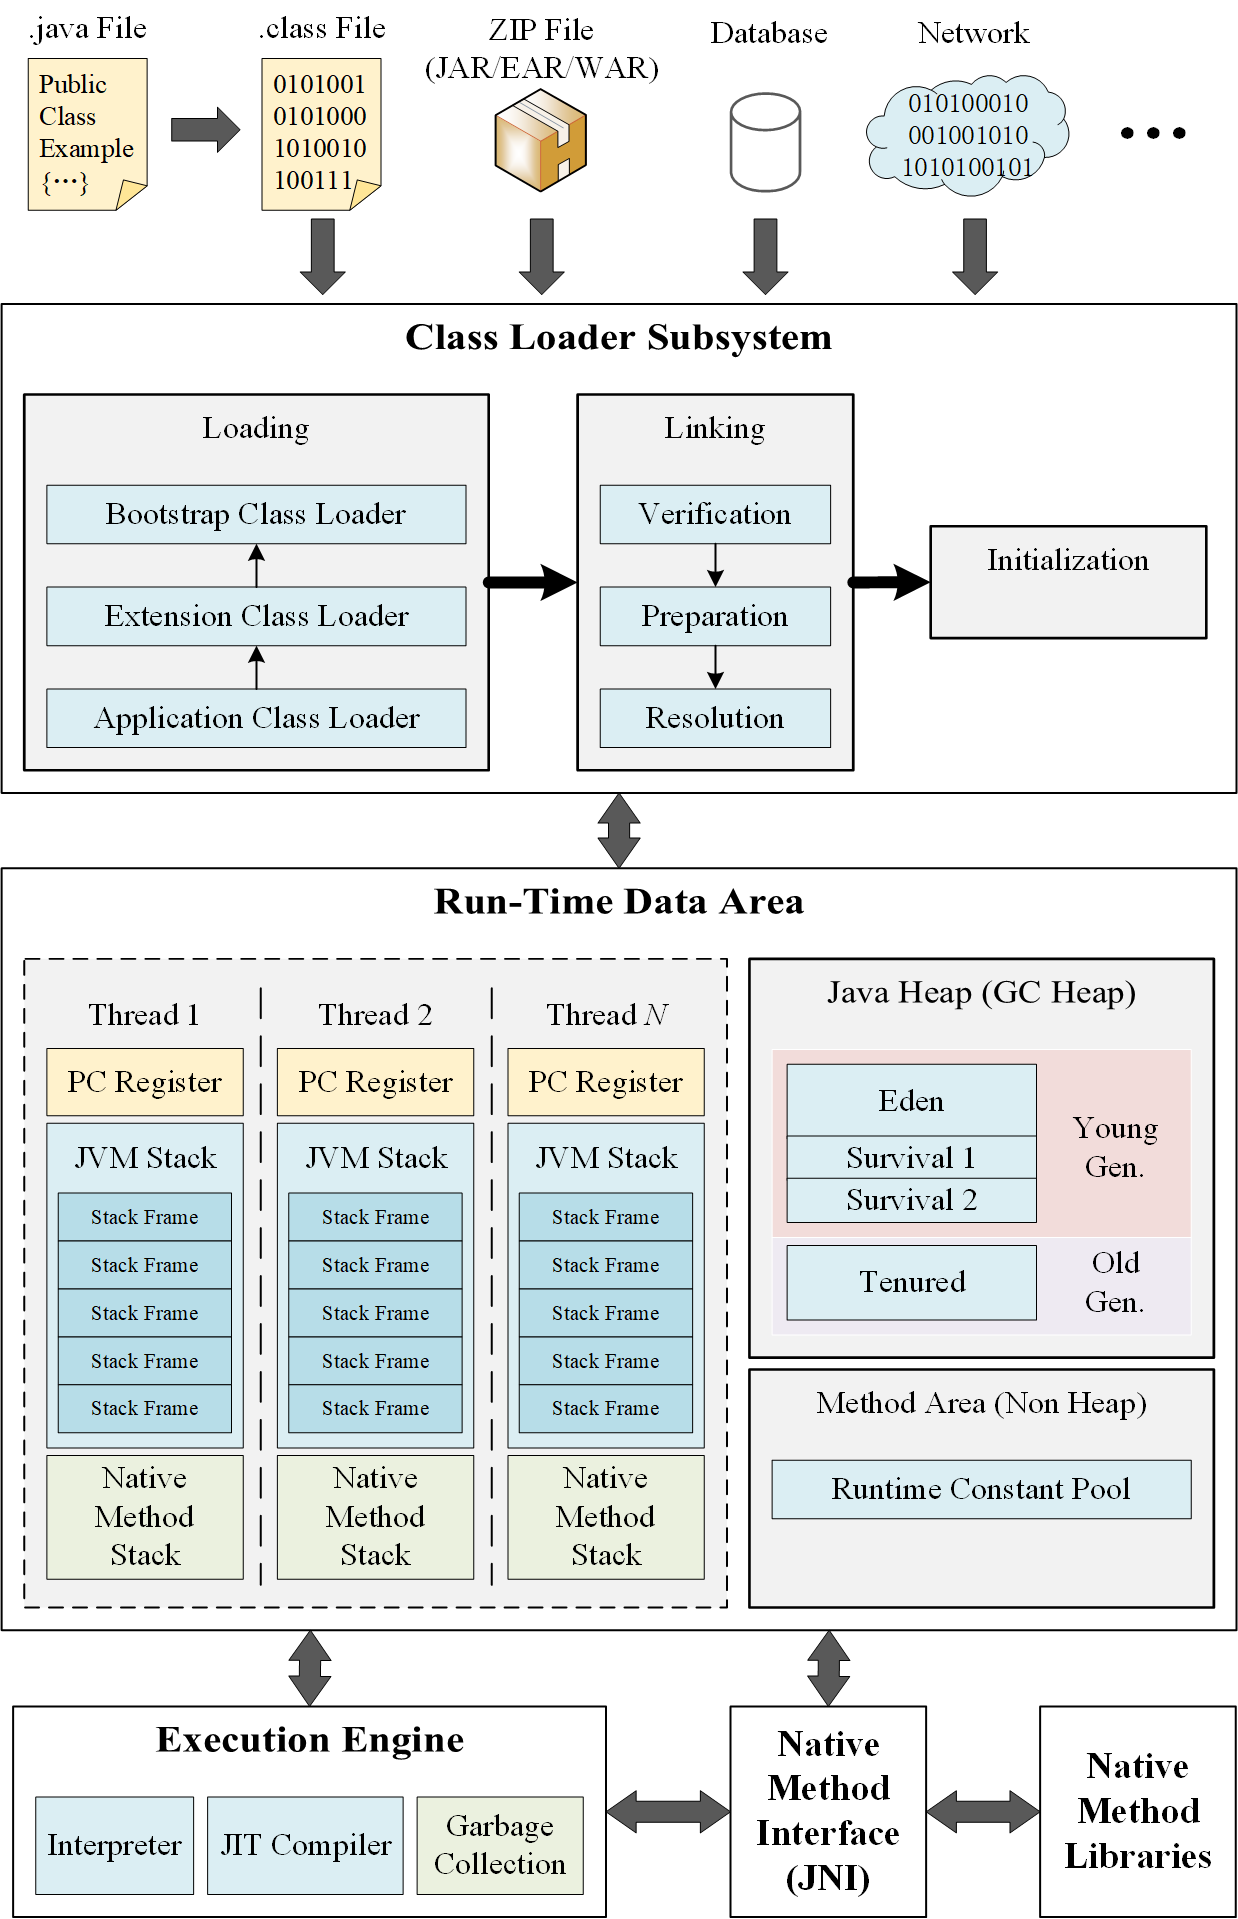 .java File
.class File
ZIP File
(JAR/EAR/WAR)
Database
Network
Public
Class
Example
{···}
0101001
0101000
1010010
100111
010100010
001001010
1010100101
Class Loader Subsystem
Loading
Bootstrap Class Loader
Extension Class Loader
Application Class Loader
Linking
Verification
Preparation
Resolution
Initialization
Run-Time Data Area
Thread 1
PC Register
JVM Stack
Stack Frame
Stack Frame
Stack Frame
Stack Frame
Stack Frame
Native
Method
Stack
Thread 2
PC Register
JVM Stack
Stack Frame
Stack Frame
Stack Frame
Stack Frame
Stack Frame
Native
Method
Stack
Thread N
PC Register
JVM Stack
Stack Frame
Stack Frame
Stack Frame
Stack Frame
Stack Frame
Native
Method
Stack
Java Heap (GC Heap)
Eden
Survival 1
Survival 2
Young
Gen.
Tenured
Old
Gen.
Method Area (Non Heap)
Runtime Constant Pool
Execution Engine
Interpreter
JIT Compiler
Garbage
Collection
Native
Method
Interface
(JNI)
Native
Method
Libraries